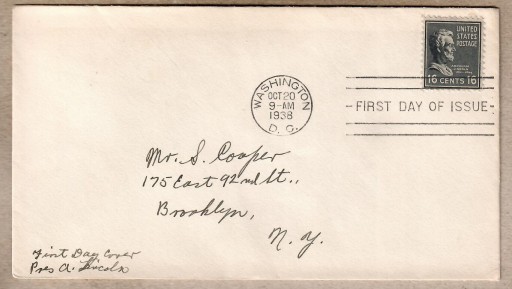 UNITED
STATES
POSTAGE
16 CENTS 16
WASHINGTON
OCT 20
9-AM
1938
D. C.
FIRST DAY OF ISSUE
Mr. S. Cooper
175 East 92nd St.,
Brooklyn,
N. Y.
First Day Cover
Pres A. Lincoln